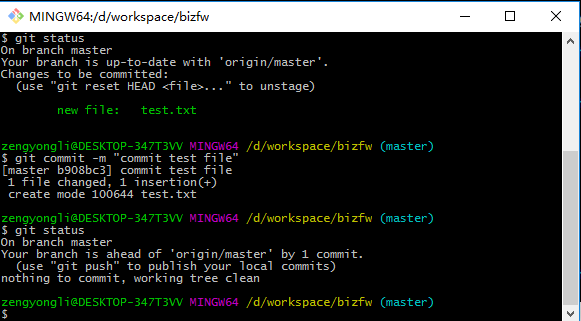 MINGW64:/d/workspace/bizfw
$ git status
On branch master
Your branch is up-to-date with 'origin/master'.
Changes to be committed:
  (use "git reset HEAD <file>..." to unstage)
        new file:   test.txt
zengyongli@DESKTOP-347T3VV MINGW64 /d/workspace/bizfw (master)
$ git commit -m "commit test file"
[master b908bc3] commit test file
 1 file changed, 1 insertion(+)
 create mode 100644 test.txt
zengyongli@DESKTOP-347T3VV MINGW64 /d/workspace/bizfw (master)
$ git status
On branch master
Your branch is ahead of 'origin/master' by 1 commit.
  (use "git push" to publish your local commits)
nothing to commit, working tree clean
zengyongli@DESKTOP-347T3VV MINGW64 /d/workspace/bizfw (master)
$